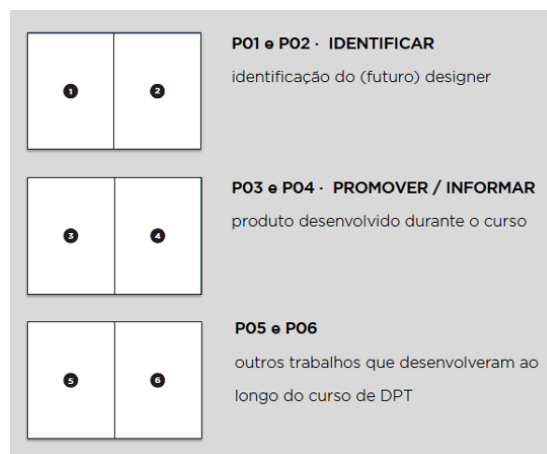 P01 e P02 · IDENTIFICAR
identificação do (futuro) designer
1
2
P03 e P04 · PROMOVER / INFORMAR
produto desenvolvido durante o curso
3
4
P05 e P06
outros trabalhos que desenvolveram ao
longo do curso de DPT
5
6